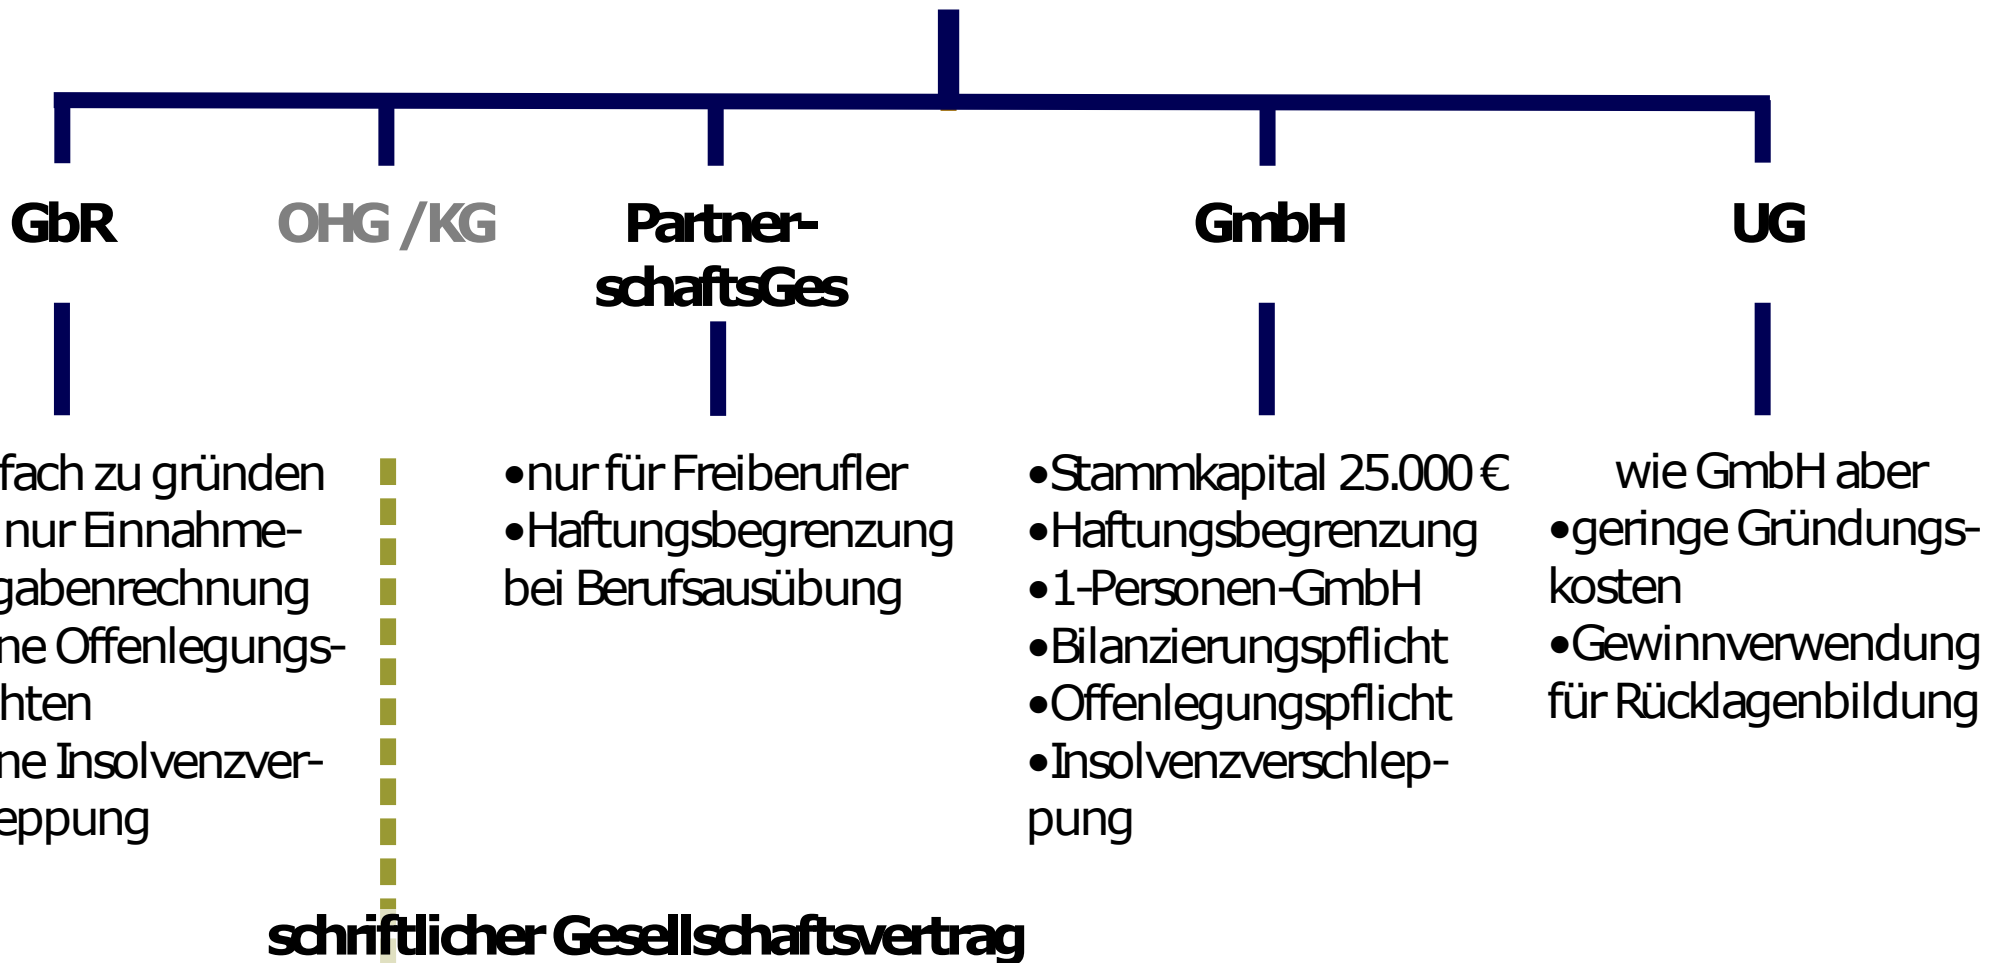 GbR
OHG / KG
Partner-
schaftsGes
GmbH
UG
fach zu gründen
nur Einnahme-
gabenrechnung
ne Offenlegungs-
chten
ne Insolvenzver-
eppung
•nur für Freiberufler
•Haftungsbegrenzung
bei Berufsausübung
•Stammkapital 25.000 €
•Haftungsbegrenzung
•1-Personen-GmbH
•Bilanzierungspflicht
•Offenlegungspflicht
•Insolvenzverschlep-
pung
wie GmbH aber
•geringe Gründungs-
kosten
•Gewinnverwendung
für Rücklagenbildung
schriftlicher Gesellschaftsvertrag